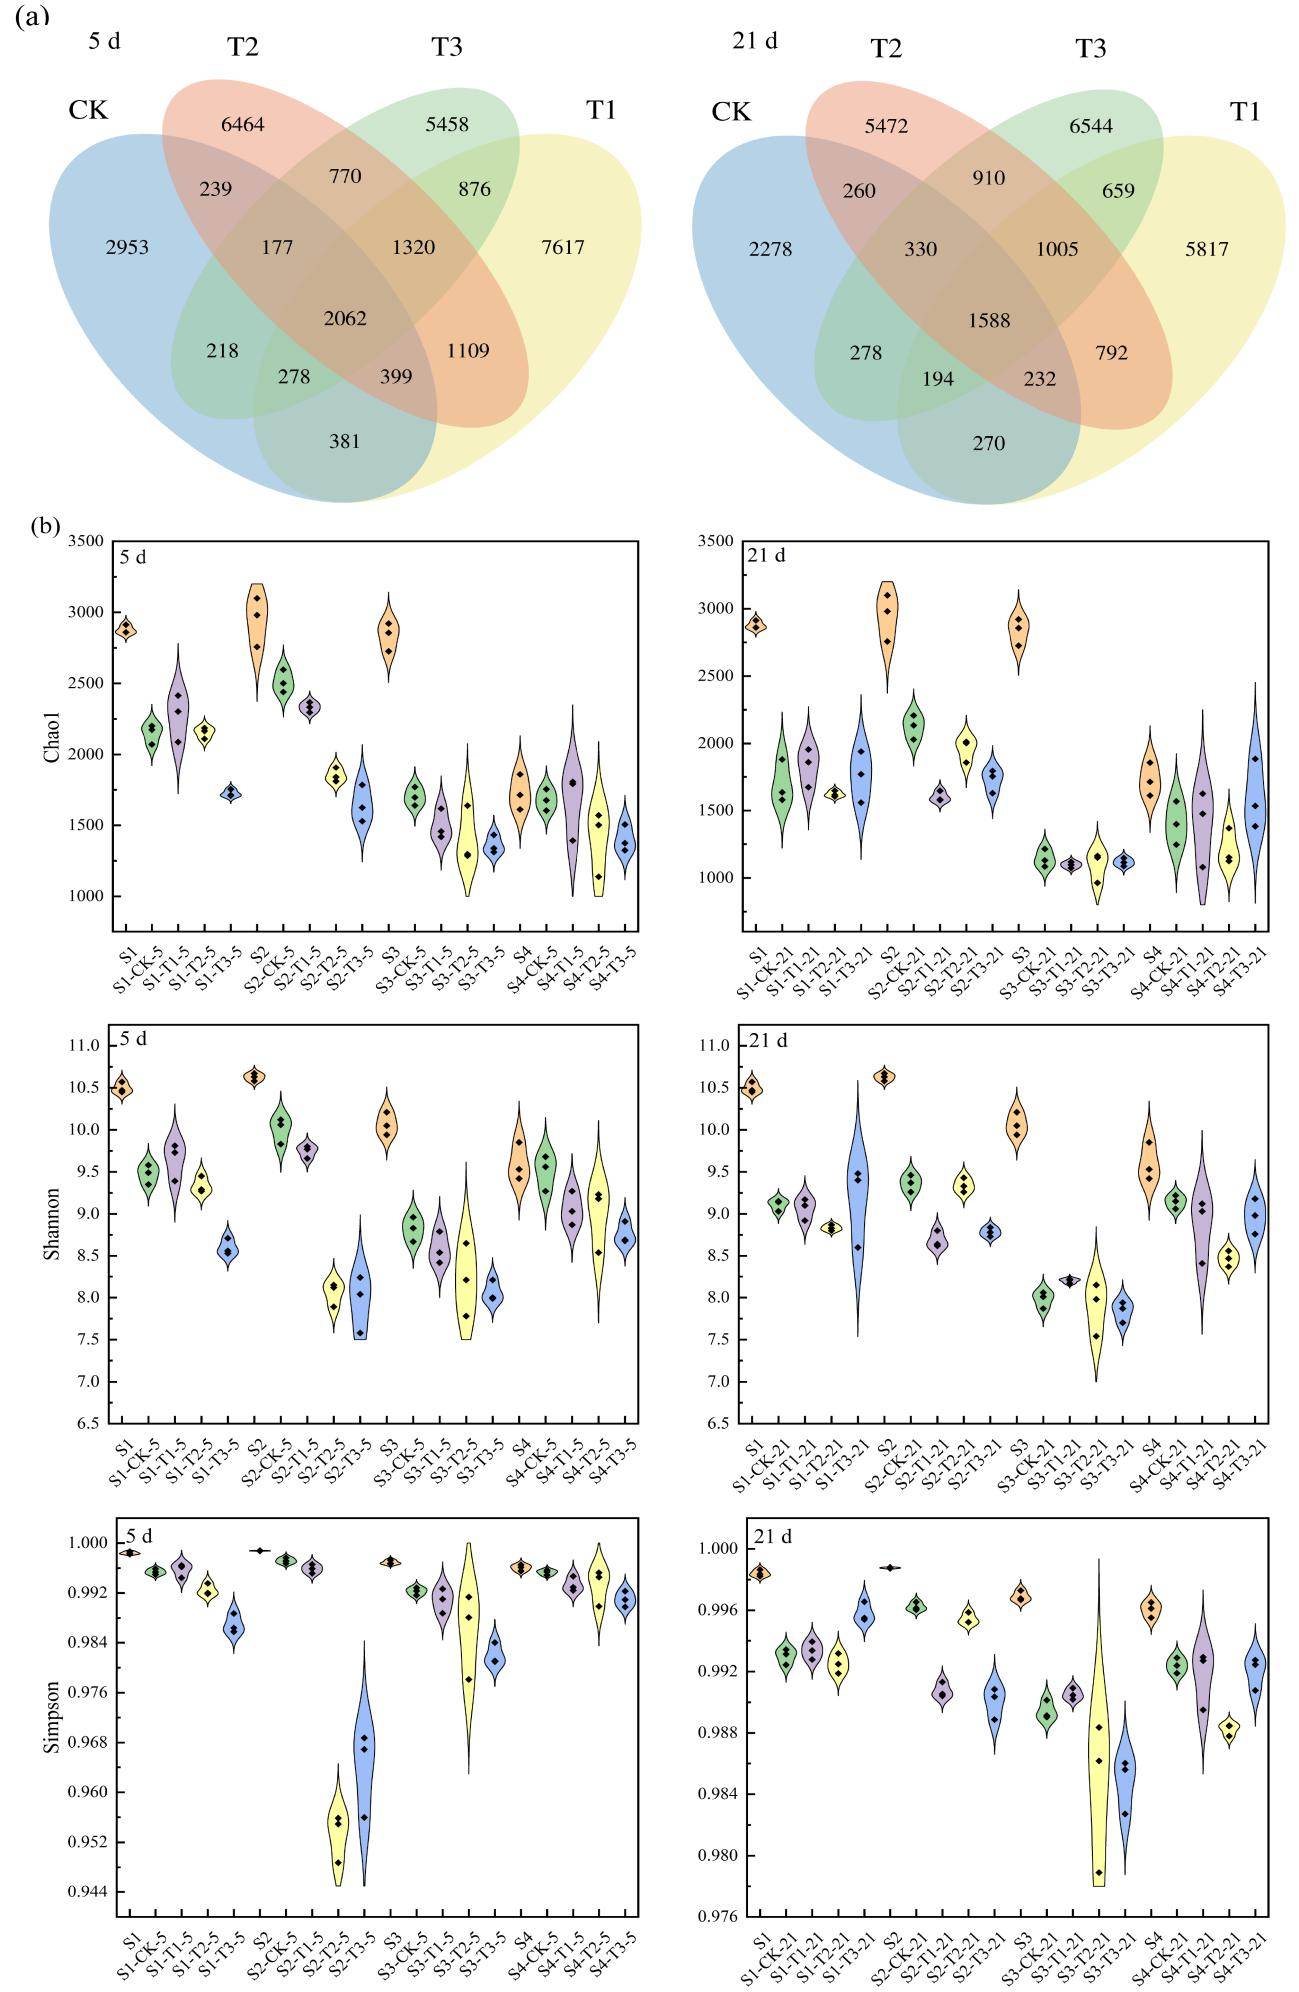 (a)
5 d
T2
T3
CK
T1
6464
5458
239
770
876
2953
177
1320
7617
2062
218
1109
278
399
381
21 d
T2
T3
CK
T1
5472
6544
260
910
659
2278
330
1005
5817
1588
278
792
194
232
270
(b)
5 d
Chao1
3500
3000
2500
2000
1500
1000
S1
S1-CK-5
S1-T1-5
S1-T2-5
S1-T3-5
S2
S2-CK-5
S2-T1-5
S2-T2-5
S2-T3-5
S3
S3-CK-5
S3-T1-5
S3-T2-5
S3-T3-5
S4
S4-CK-5
S4-T1-5
S4-T2-5
S4-T3-5
21 d
3500
3000
2500
2000
1500
1000
S1
S1-CK-21
S1-T1-21
S1-T2-21
S1-T3-21
S2
S2-CK-21
S2-T1-21
S2-T2-21
S2-T3-21
S3
S3-CK-21
S3-T1-21
S3-T2-21
S3-T3-21
S4
S4-CK-21
S4-T1-21
S4-T2-21
S4-T3-21
5 d
Shannon
11.0
10.5
10.0
9.5
9.0
8.5
8.0
7.5
7.0
6.5
S1
S1-CK-5
S1-T1-5
S1-T2-5
S1-T3-5
S2
S2-CK-5
S2-T1-5
S2-T2-5
S2-T3-5
S3
S3-CK-5
S3-T1-5
S3-T2-5
S3-T3-5
S4
S4-CK-5
S4-T1-5
S4-T2-5
S4-T3-5
21 d
11.0
10.5
10.0
9.5
9.0
8.5
8.0
7.5
7.0
6.5
S1
S1-CK-21
S1-T1-21
S1-T2-21
S1-T3-21
S2
S2-CK-21
S2-T1-21
S2-T2-21
S2-T3-21
S3
S3-CK-21
S3-T1-21
S3-T2-21
S3-T3-21
S4
S4-CK-21
S4-T1-21
S4-T2-21
S4-T3-21
5 d
Simpson
1.000
0.992
0.984
0.976
0.968
0.960
0.952
0.944
S1
S1-CK-5
S1-T1-5
S1-T2-5
S1-T3-5
S2
S2-CK-5
S2-T1-5
S2-T2-5
S2-T3-5
S3
S3-CK-5
S3-T1-5
S3-T2-5
S3-T3-5
S4
S4-CK-5
S4-T1-5
S4-T2-5
S4-T3-5
21 d
1.000
0.996
0.992
0.988
0.984
0.980
0.976
S1
S1-CK-21
S1-T1-21
S1-T2-21
S1-T3-21
S2
S2-CK-21
S2-T1-21
S2-T2-21
S2-T3-21
S3
S3-CK-21
S3-T1-21
S3-T2-21
S3-T3-21
S4
S4-CK-21
S4-T1-21
S4-T2-21
S4-T3-21